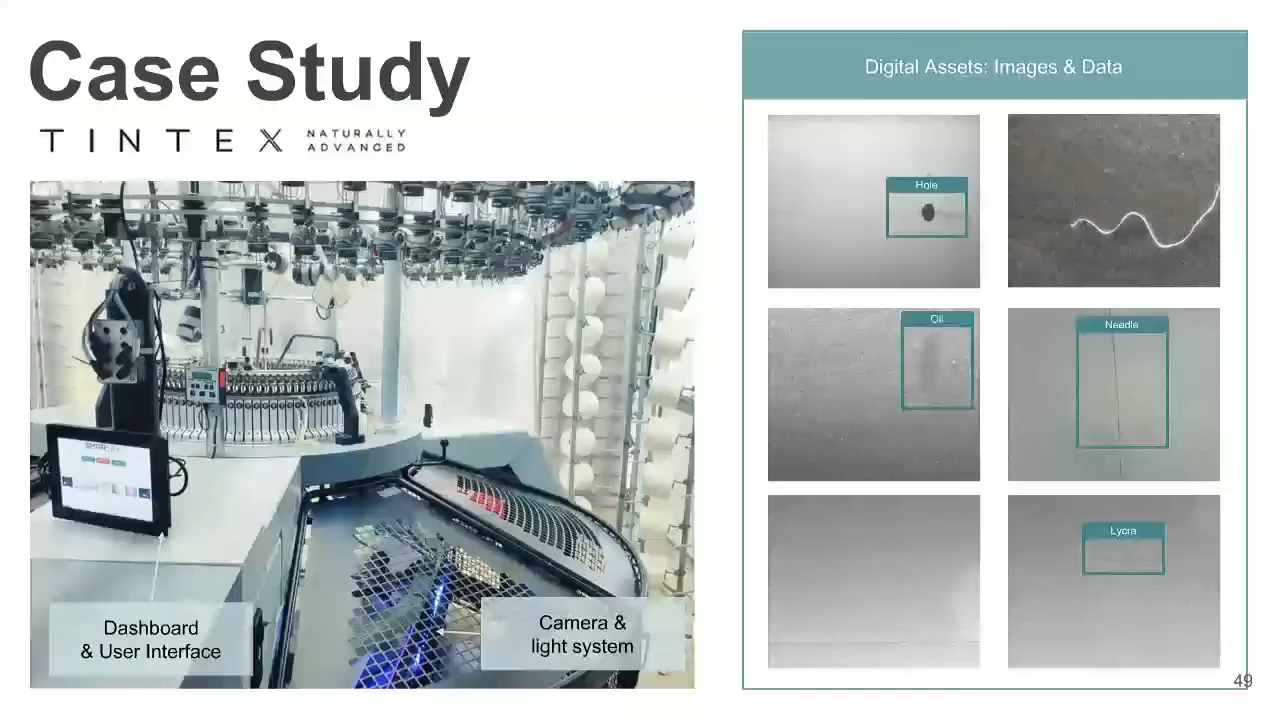 Case Study
TINTEX NATURALLY
ADVANCED
Dashboard
& User Interface
Camera &
light system
Digital Assets: Images & Data
Hole
Oil
Needle
Lycra
49